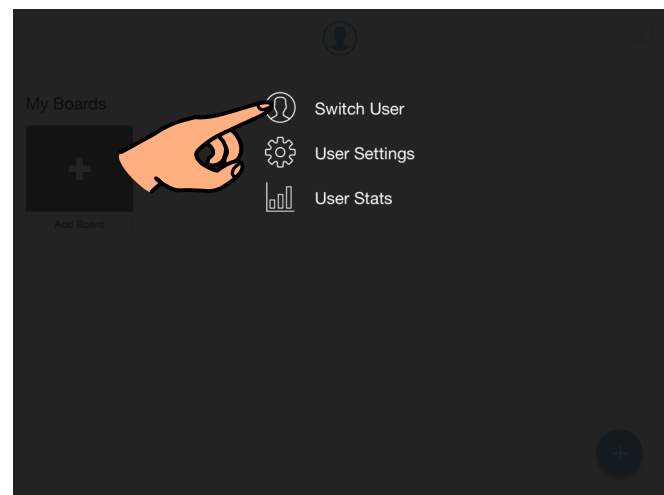 My Boards
Switch User
User Settings
User Stats
Add Board